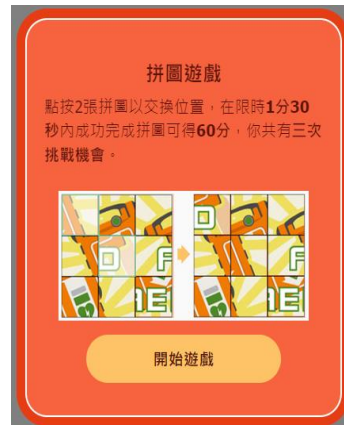 拼圖遊戲
點按2張拼圖以交換位置，在限時1分30
秒內成功完成拼圖可得60分，你共有三次
挑戰機會。
開始遊戲